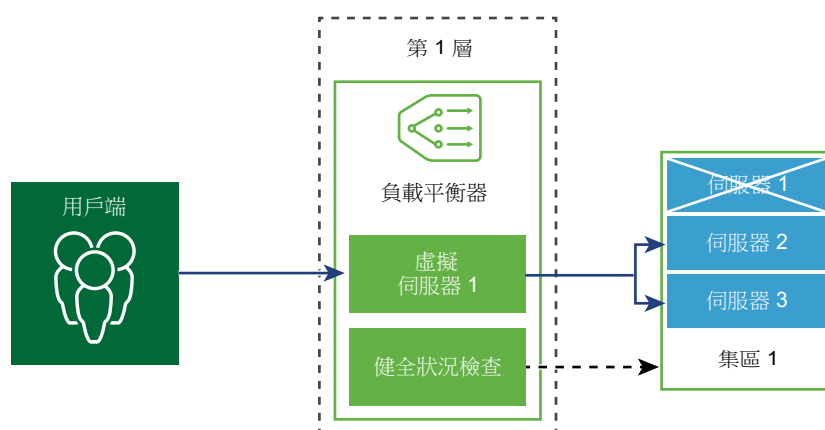 第 1 層
負載平衡器
用戶端
虛擬
伺服器 1
健全狀況檢查
伺服器 1
伺服器 2
伺服器 3
集區 1